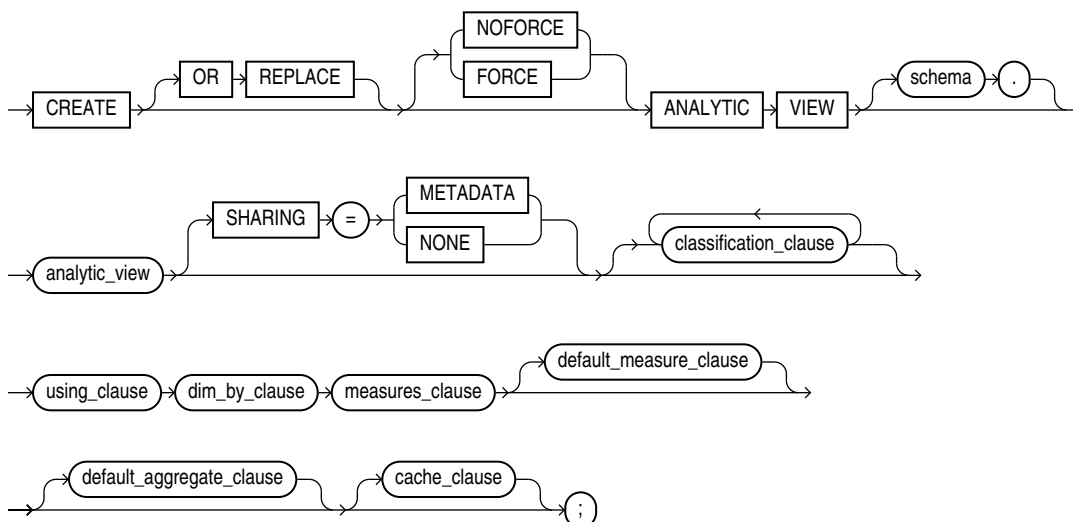 NOFORCE
OR REPLACE FORCE schema .
CREATE ANALYTIC VIEW
METADATA
SHARING = NONE classification_clause
analytic_view
default_measure_clause
using_clause dim_by_clause measures_clause
default_aggregate_clause cache_clause
;